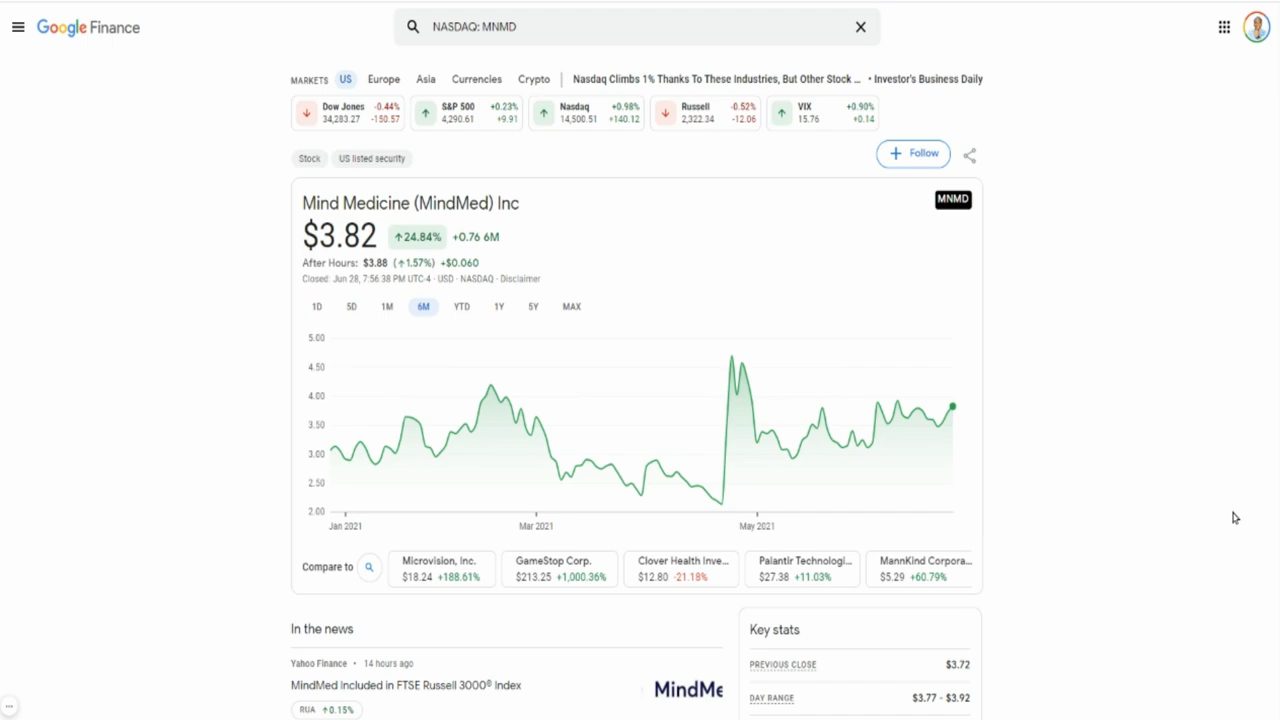 Google Finance
NASDAQ: MNMD
MARKETS US Europe Asia Currencies Crypto Nasdaq Climbs 1% Thanks To These Industries, But Other Stock ... • Investor's Business Daily
Dow Jones -0.44%
34,283.27 -150.57
S&P 500 +0.23%
4,290.61 +9.91
Nasdaq +0.98%
14,500.51 +140.12
Russell -0.52%
2,322.34 -12.06
VIX +0.90%
15.76 +0.14
Stock US listed security
+ Follow
Mind Medicine (MindMed) Inc
MNMD
$3.82 ↑24.84% +0.76 6M
After Hours: $3.88 (↑1.57%) +$0.060
Closed: Jun 28, 7:56:38 PM UTC-4 · USD · NASDAQ · Disclaimer
1D 5D 1M 6M YTD 1Y 5Y MAX
5.00
4.50
4.00
3.50
3.00
2.50
2.00
Jan 2021 Mar 2021 May 2021
Compare to
Microvision, Inc.
$18.24 +188.61%
GameStop Corp.
$213.25 +1,000.36%
Clover Health Inve...
$12.80 -21.18%
Palantir Technologi...
$27.38 +11.03%
MannKind Corpora...
$5.29 +60.79%
In the news
Yahoo Finance • 14 hours ago
MindMed Included in FTSE Russell 3000® Index
RUA ↑0.15%
MindMe
Key stats
PREVIOUS CLOSE $3.72
DAY RANGE $3.77 - $3.92